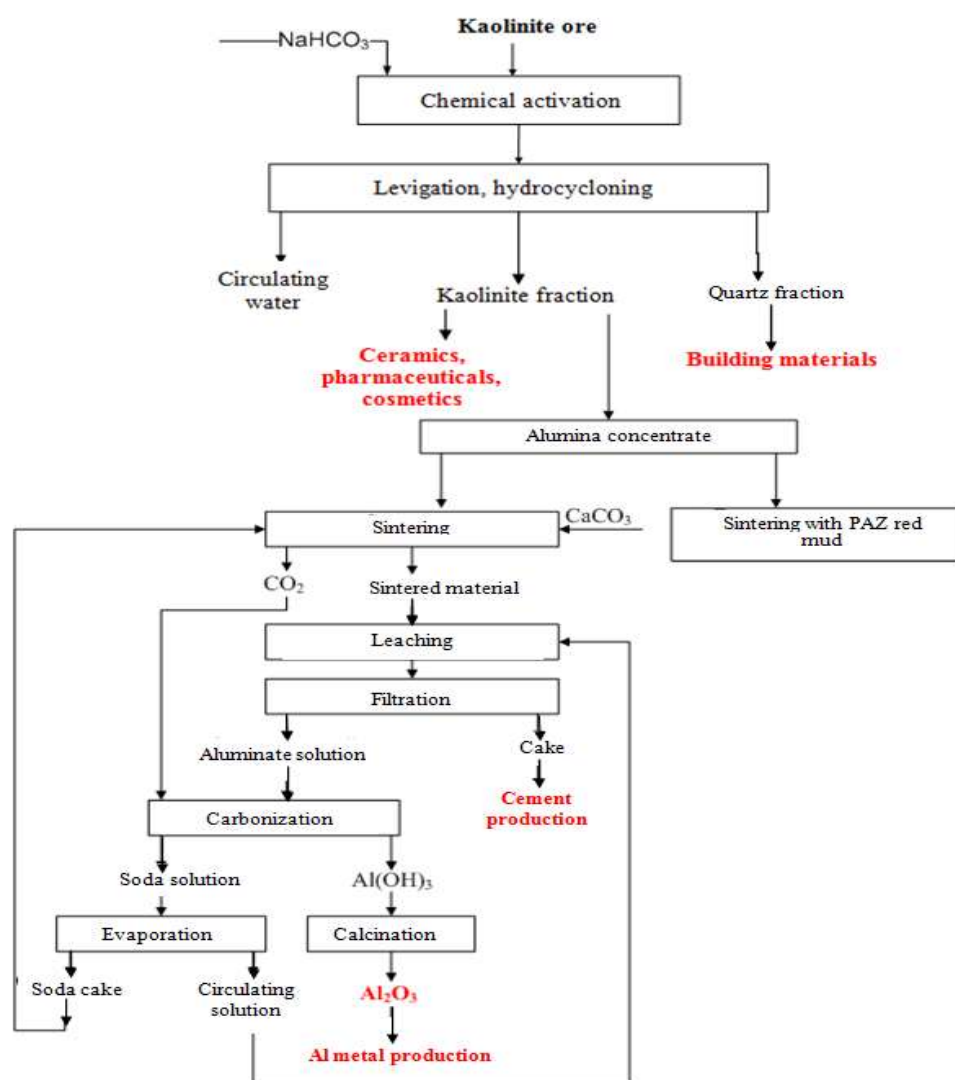 Kaolinite ore
NaHCO₃
Chemical activation
Levigation, hydrocycloning
Circulating
water
Kaolinite fraction
Quartz fraction
Ceramics,
pharmaceuticals,
cosmetics
Building materials
Alumina concentrate
Sintering
CaCO₃
Sintering with PAZ red
mud
CO₂
Sintered material
Leaching
Filtration
Aluminate solution
Cake
Cement
production
Carbonization
Soda solution
Al(OH)₃
Evaporation
Calcination
Soda cake
Circulating
solution
Al₂O₃
Al metal production